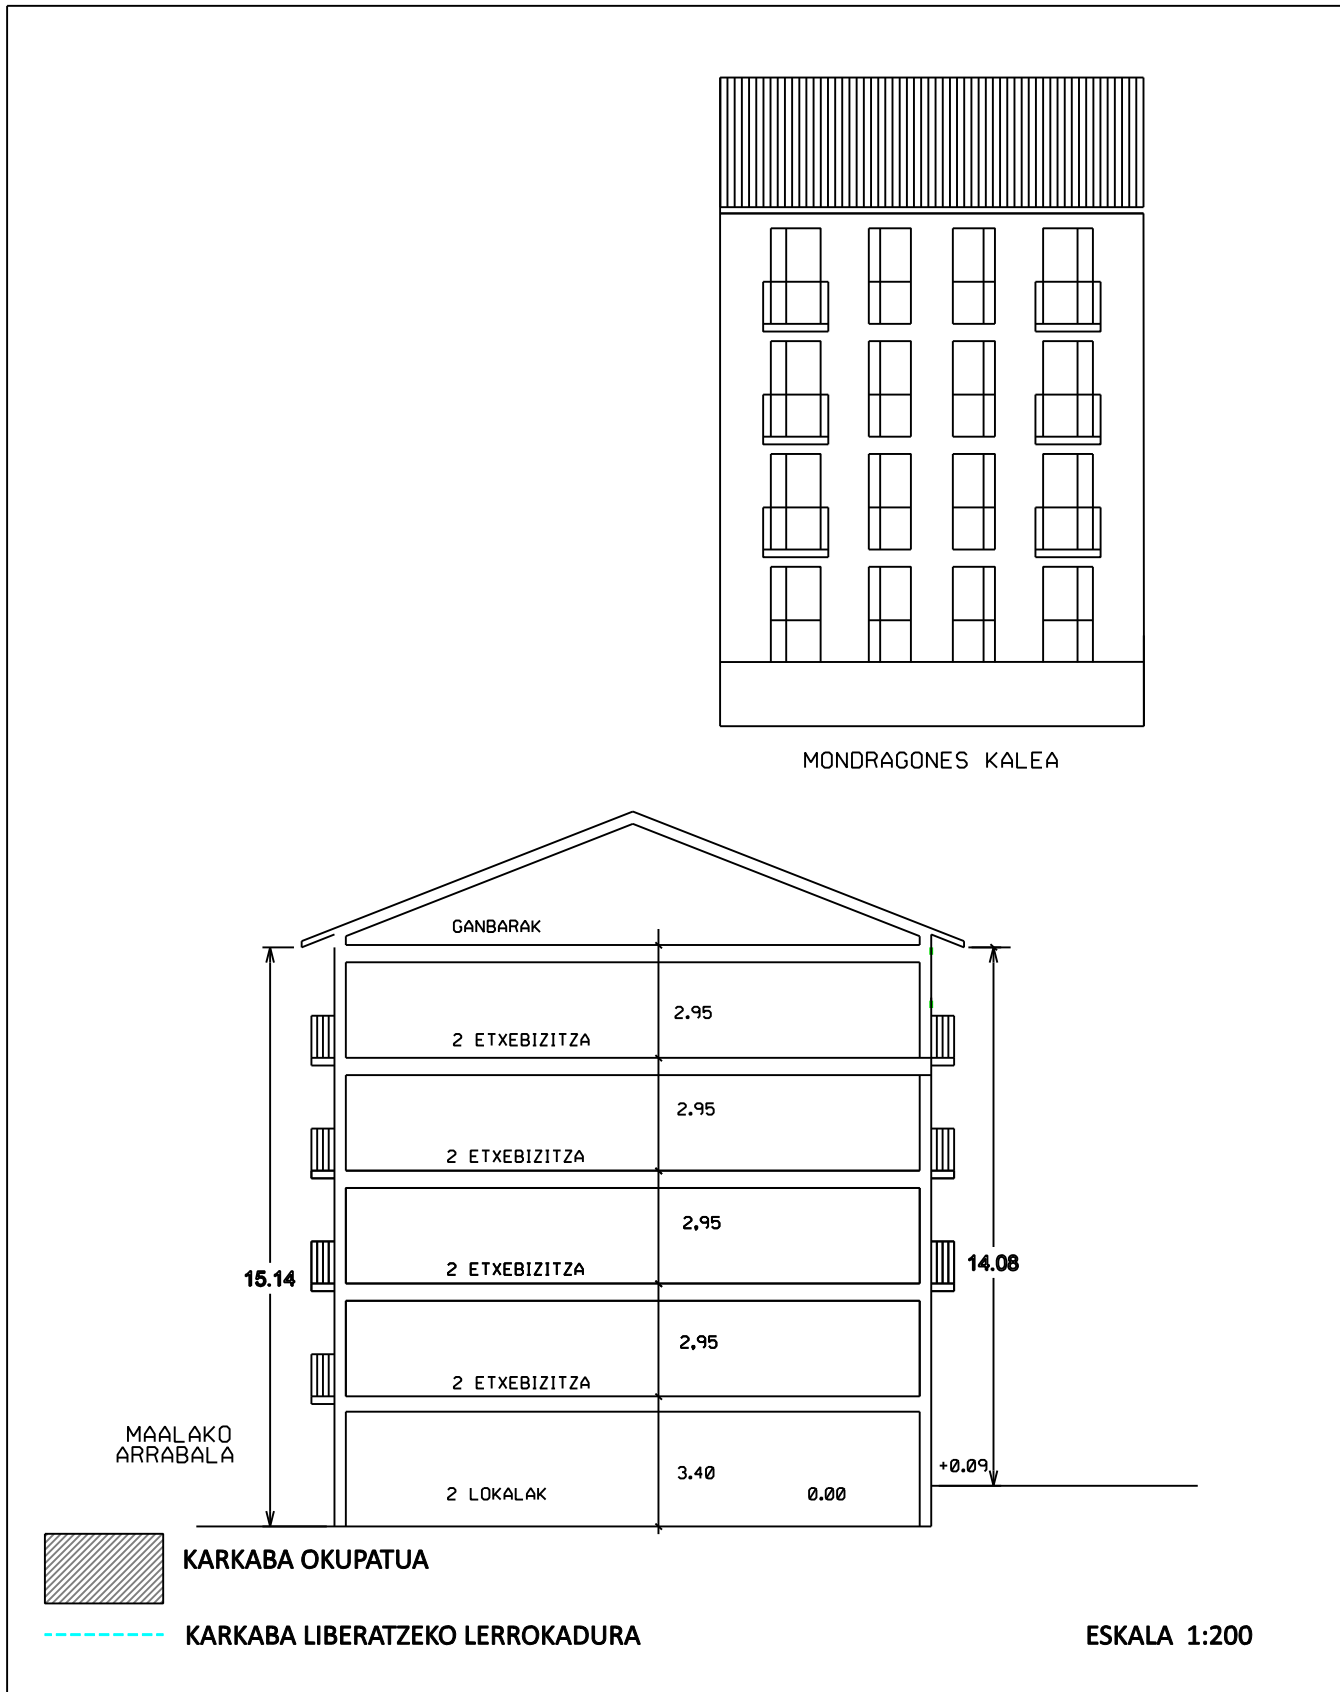 MONDRAGONES KALEA
GANBARAK
2.95
2 ETXEBIZITZA
2.95
2 ETXEBIZITZA
2,95
2 ETXEBIZITZA
15.14
14.08
2,95
2 ETXEBIZITZA
MAALAKO
ARRABALA
3.40
+0.09
2 LOKALAK
0.00
KARKABA OKUPATUA
KARKABA LIBERATZEKO LERROKADURA
ESKALA 1:200